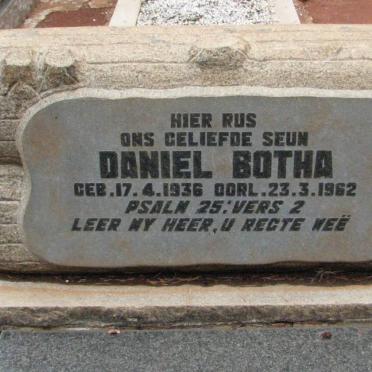 HIER RUS
ONS GELIEFDE SEUN
DANIEL BOTHA
GEB. 17.4.1936 OORL. 23.3.1962
PSALM 25: VERS 2
LEER MY HEER, U REGTE WEË